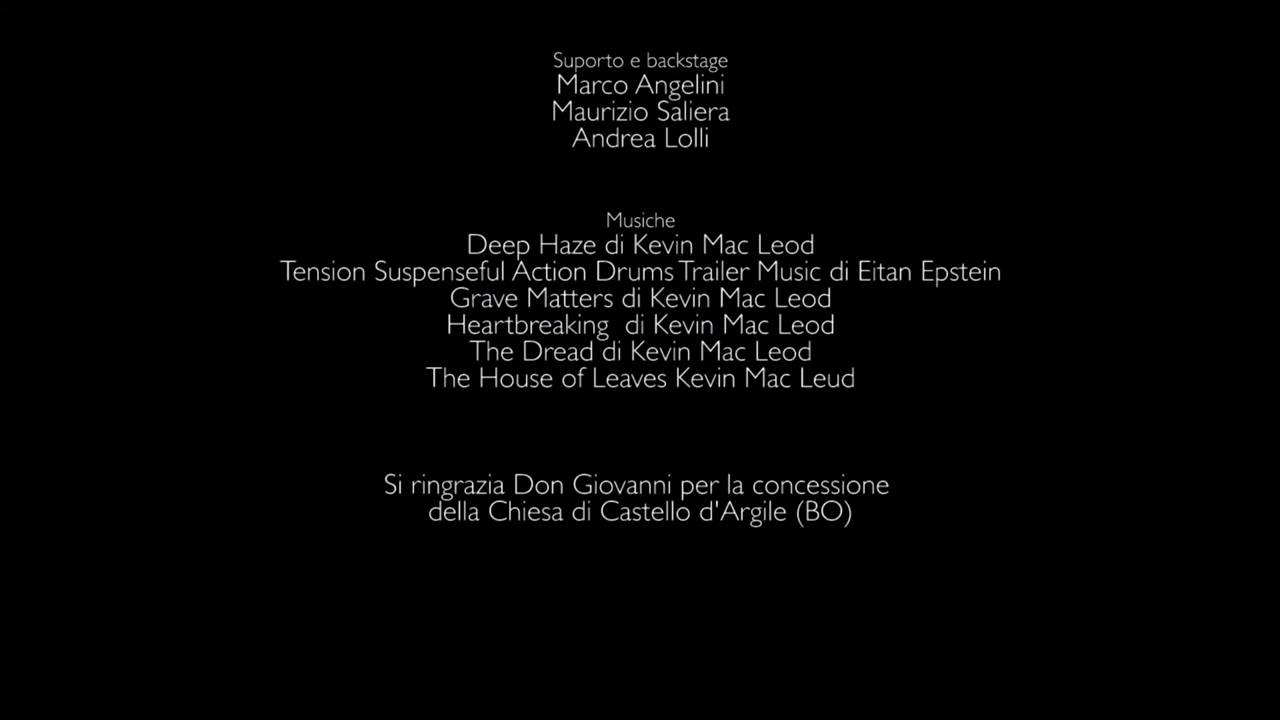 Suporto e backstage
Marco Angelini
Maurizio Saliera
Andrea Lolli
Musiche
Deep Haze di Kevin Mac Leod
Tension Suspenseful Action Drums Trailer Music di Eitan Epstein
Grave Matters di Kevin Mac Leod
Heartbreaking  di Kevin Mac Leod
The Dread di Kevin Mac Leod
The House of Leaves Kevin Mac Leud
Si ringrazia Don Giovanni per la concessione
della Chiesa di Castello d'Argile (BO)